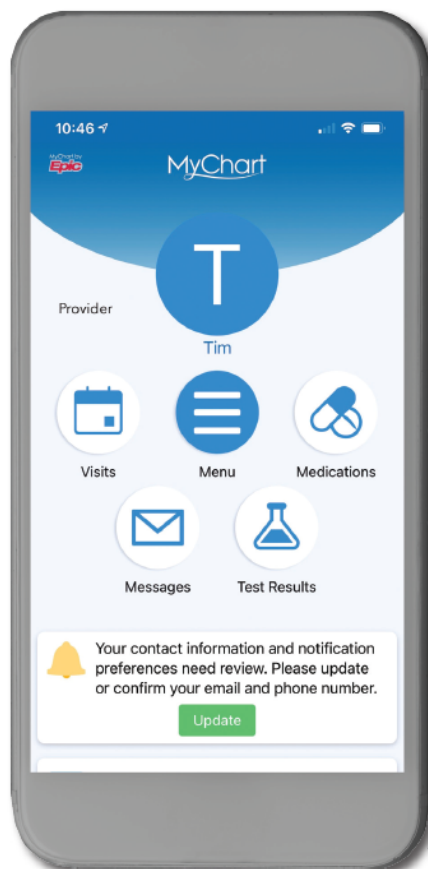 10:46
MyChart by
Epic
MyChart
T
Provider
Tim
Visits
Menu
Medications
Messages
Test Results
Your contact information and notification
preferences need review. Please update
or confirm your email and phone number.
Update